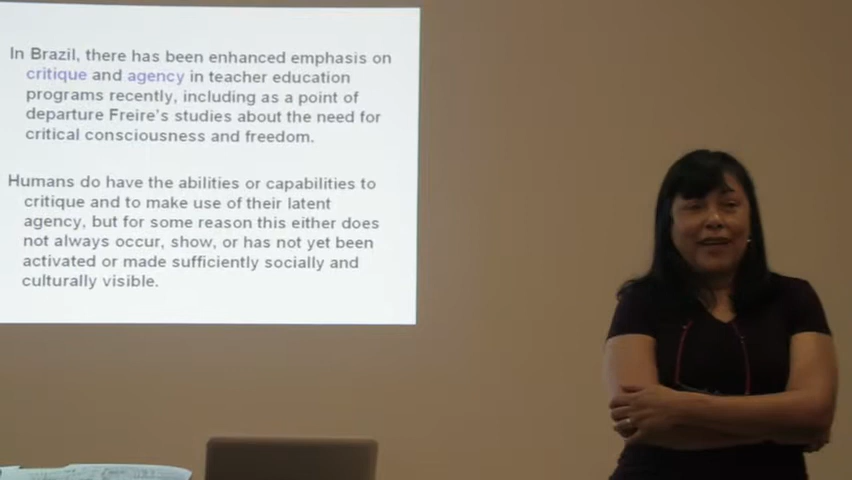 In Brazil, there has been enhanced emphasis on
critique and agency in teacher education
programs recently, including as a point of
departure Freire's studies about the need for
critical consciousness and freedom.
Humans do have the abilities or capabilities to
critique and to make use of their latent
agency, but for some reason this either does
not always occur, show, or has not yet been
activated or made sufficiently socially and
culturally visible.